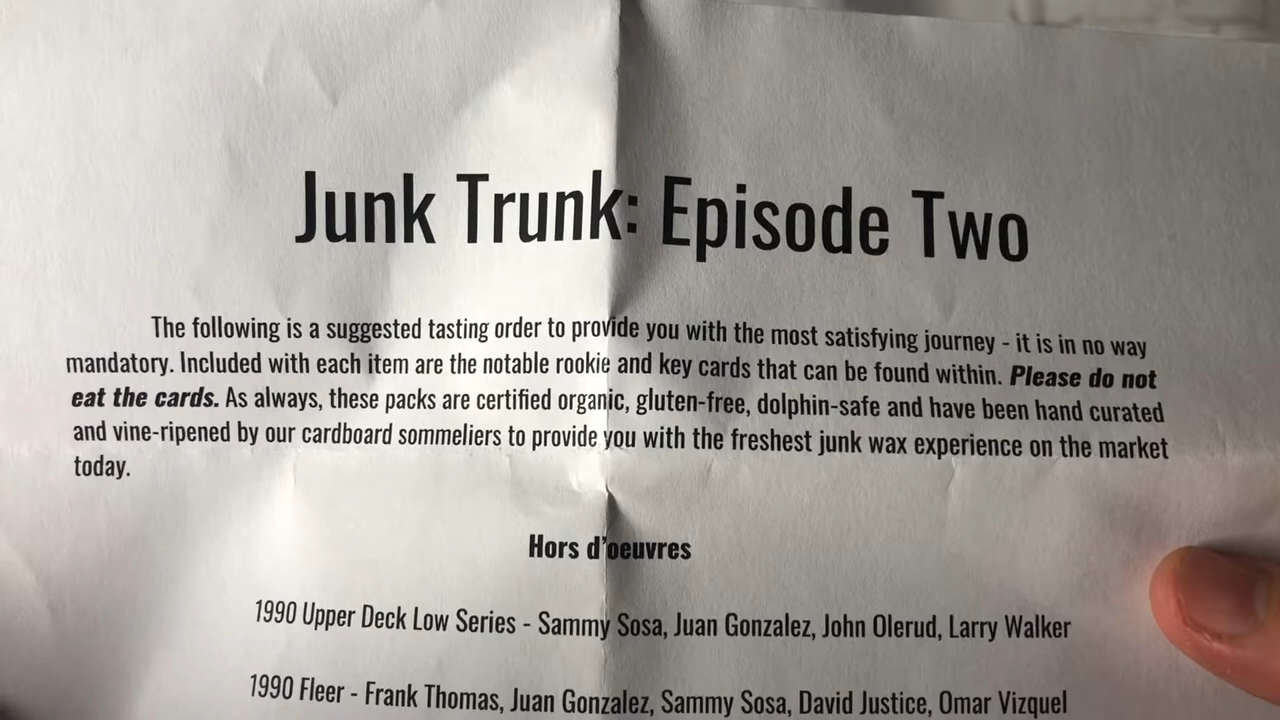 Junk Trunk: Episode Two
The following is a suggested tasting order to provide you with the most satisfying journey - it is in no way
mandatory. Included with each item are the notable rookie and key cards that can be found within. Please do not
eat the cards. As always, these packs are certified organic, gluten-free, dolphin-safe and have been hand curated
and vine-ripened by our cardboard sommeliers to provide you with the freshest junk wax experience on the market
today.
Hors d'oeuvres
1990 Upper Deck Low Series - Sammy Sosa, Juan Gonzalez, John Olerud, Larry Walker
1990 Fleer - Frank Thomas, Juan Gonzalez, Sammy Sosa, David Justice, Omar Vizquel